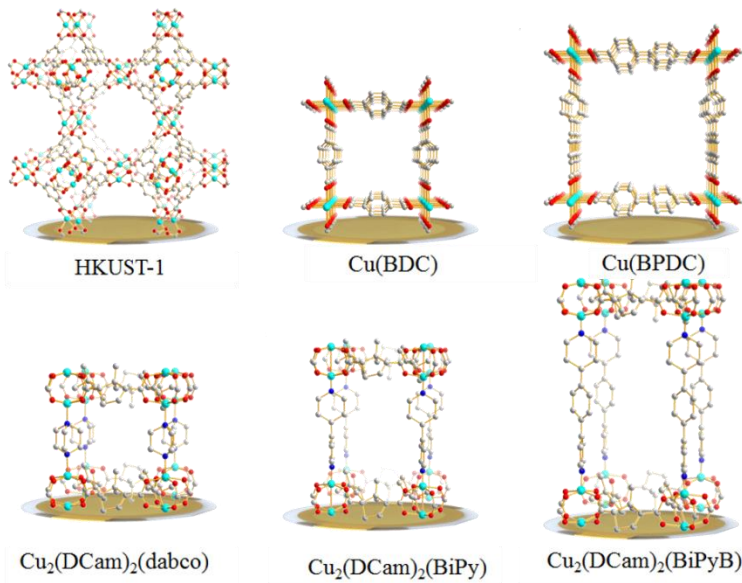 HKUST-1
Cu(BDC)
Cu(BPDC)
Cu₂(DCam)₂(dabco)
Cu₂(DCam)₂(BiPy)
Cu₂(DCam)₂(BiPyB)